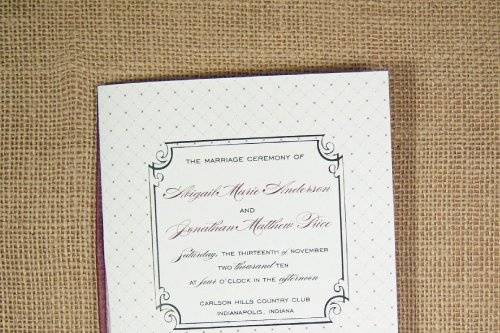 THE MARRIAGE CEREMONY OF
Abigail Marie Anderson
AND
Jonathan Matthew Price
Saturday, THE THIRTEENTH OF NOVEMBER
TWO thousand TEN
AT four O'CLOCK IN THE afternoon
CARLSON HILLS COUNTRY CLUB
INDIANAPOLIS, INDIANA